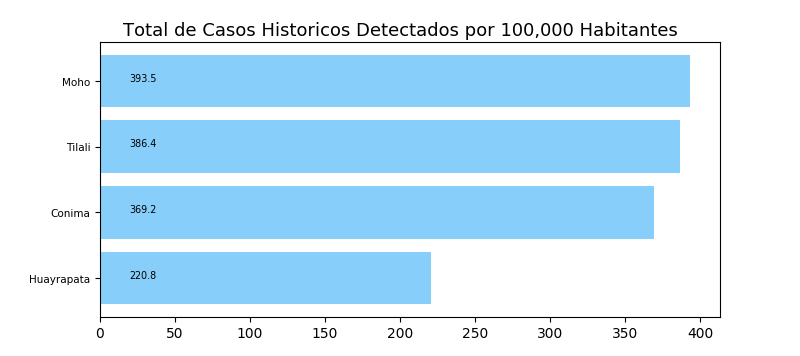 Total de Casos Historicos Detectados por 100,000 Habitantes
Moho 393.5
Tilali 386.4
Conima 369.2
Huayrapata 220.8
0 50 100 150 200 250 300 350 400